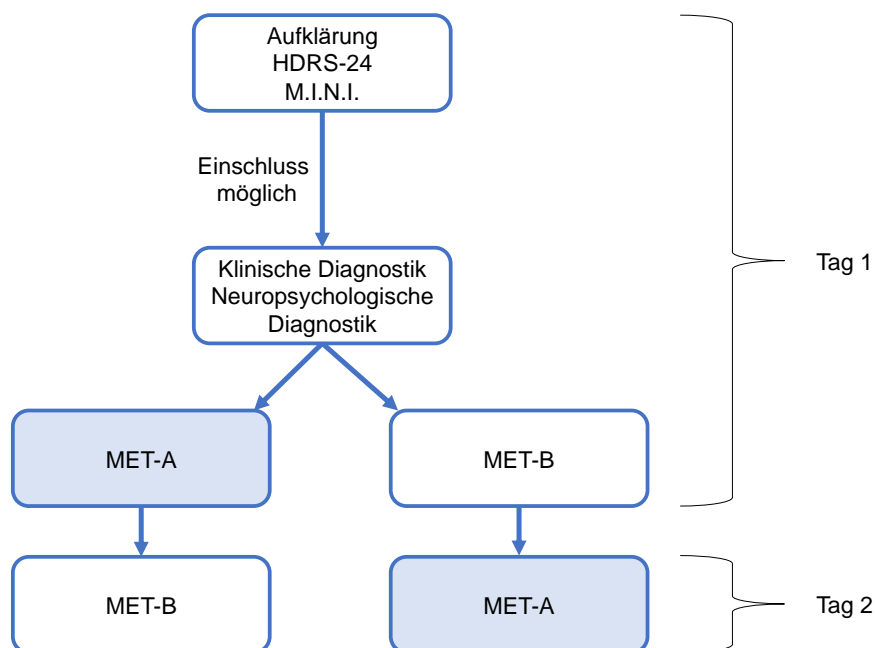 Aufklärung
HDRS-24
M.I.N.I.
Einschluss
möglich
Klinische Diagnostik
Neuropsychologische
Diagnostik
Tag 1
MET-A
MET-B
MET-B
MET-A
Tag 2